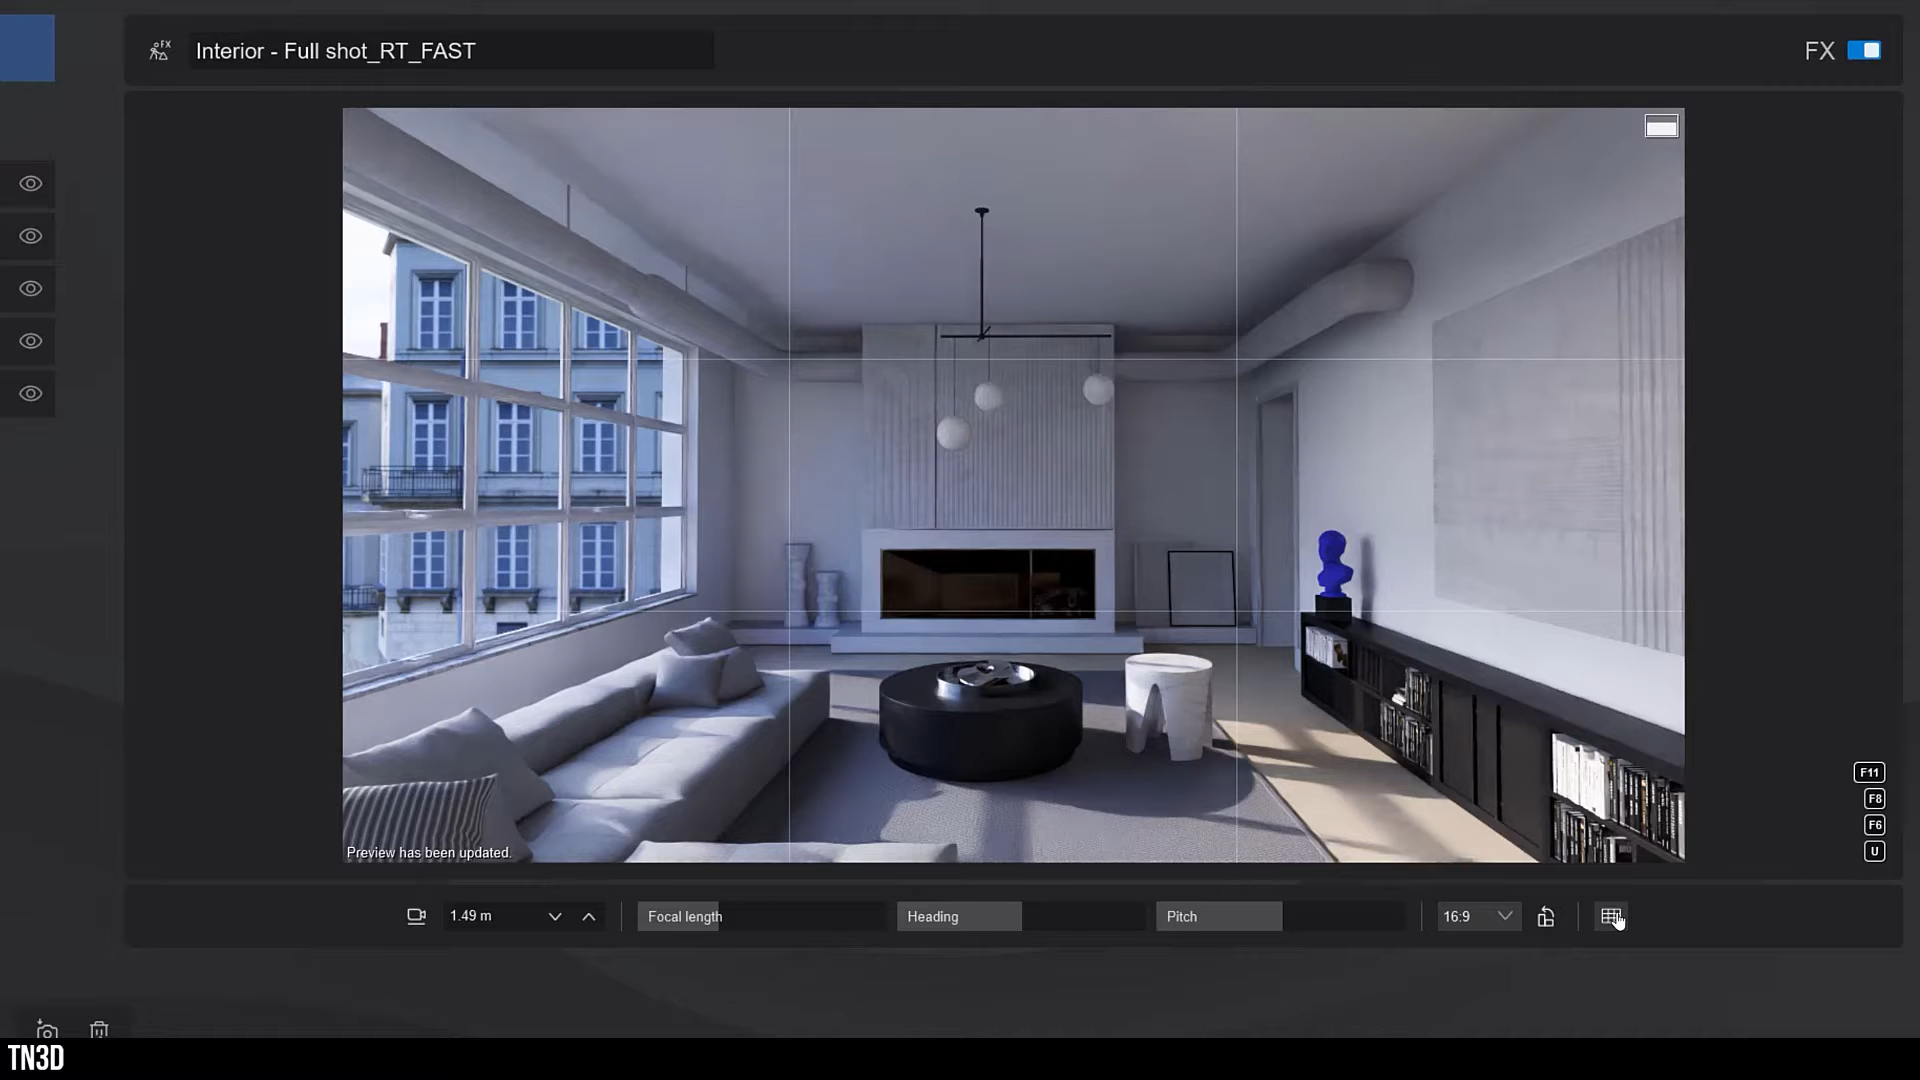 Interior - Full shot_RT_FAST
FX
FX
Preview has been updated.
F11
F8
F6
U
1.49 m
Focal length
Heading
Pitch
16:9
TN3D